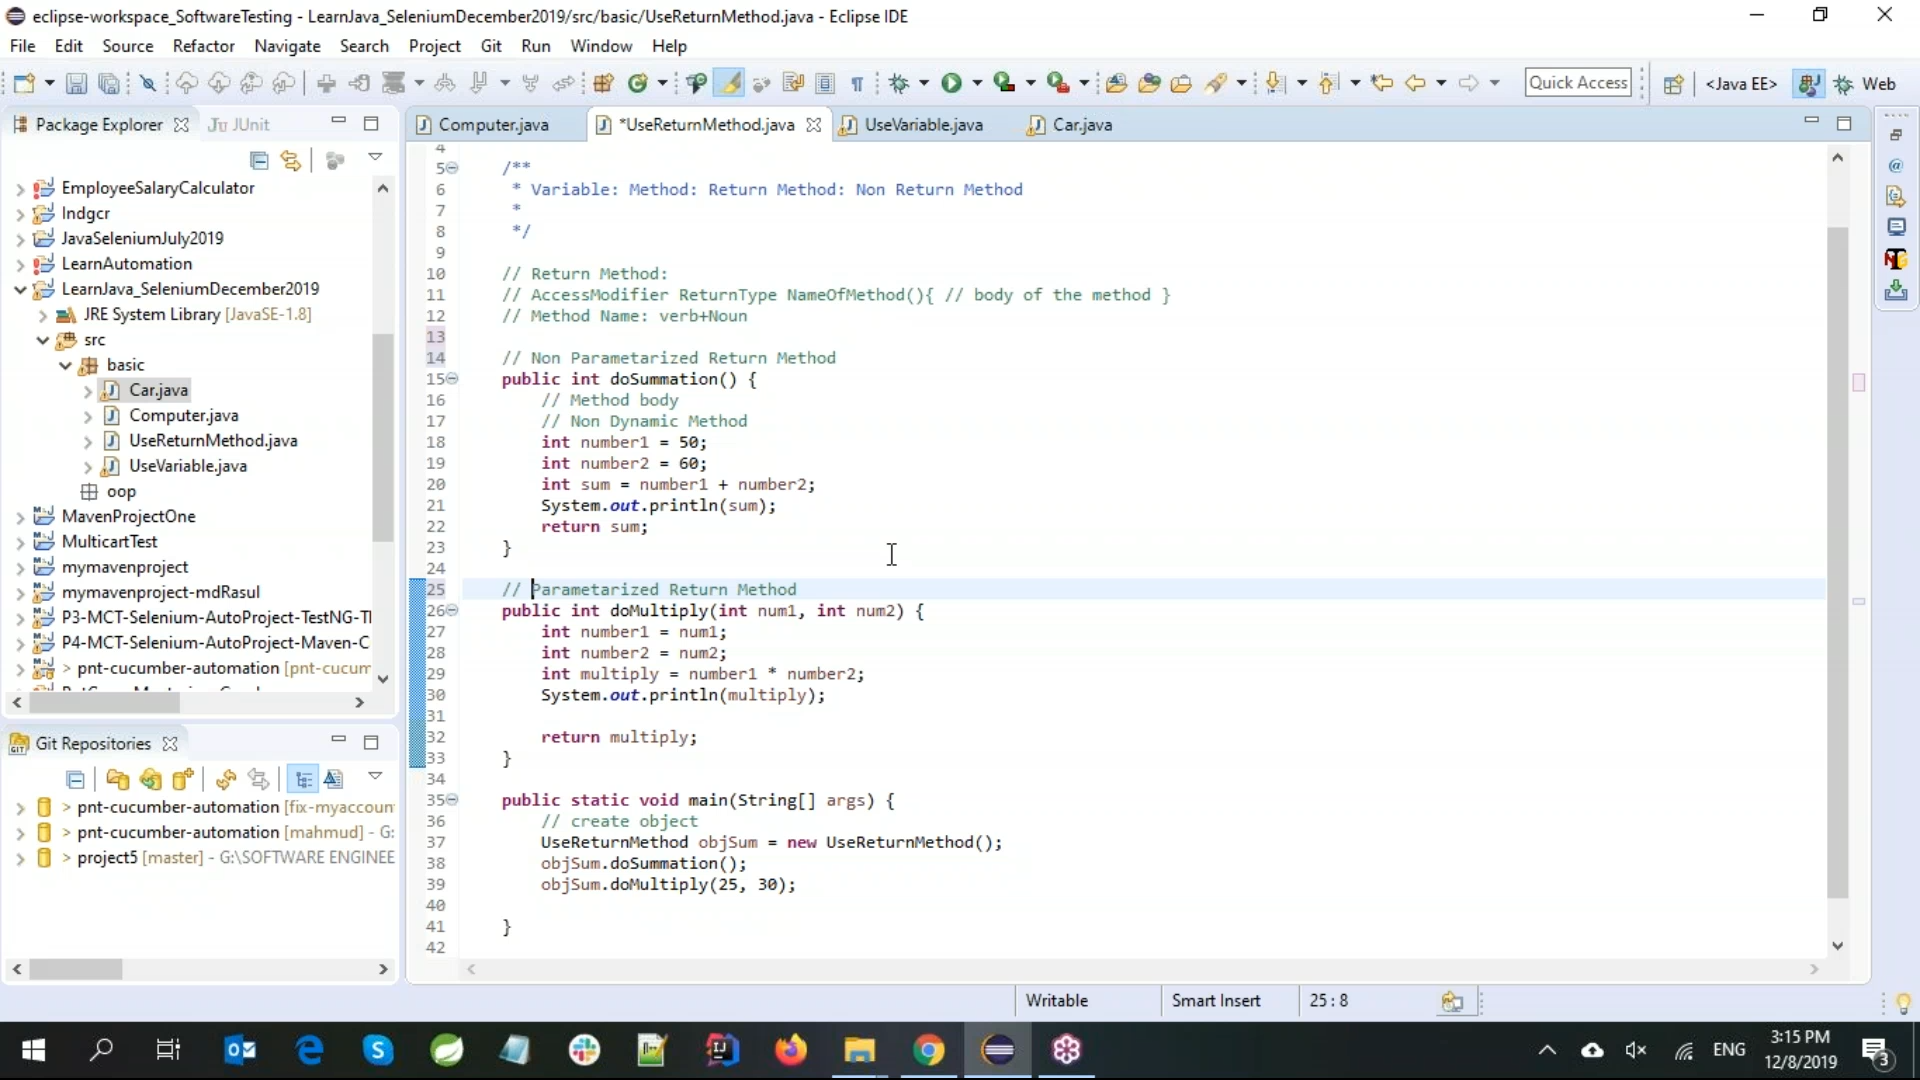 eclipse-workspace_SoftwareTesting - LearnJava_SeleniumDecember2019/src/basic/UseReturnMethod.java - Eclipse IDE
File Edit Source Refactor Navigate Search Project Git Run Window Help
Quick Access <Java EE> Web
Package Explorer JUnit
EmployeeSalaryCalculator
Indgcr
JavaSeleniumJuly2019
LearnAutomation
LearnJava_SeleniumDecember2019
JRE System Library [JavaSE-1.8]
src
basic
Car.java
Computer.java
UseReturnMethod.java
UseVariable.java
oop
MavenProjectOne
MulticartTest
mymavenproject
mymavenproject-mdRasul
P3-MCT-Selenium-AutoProject-TestNG-T
P4-MCT-Selenium-AutoProject-Maven-C
> pnt-cucumber-automation [pnt-cucum
Git Repositories
> pnt-cucumber-automation [fix-myaccoun
> pnt-cucumber-automation [mahmud] - G:
> project5 [master] - G:\SOFTWARE ENGINEE
Computer.java *UseReturnMethod.java UseVariable.java Car.java
4
5 /**
6 * Variable: Method: Return Method: Non Return Method
7 *
8 */
9
10 // Return Method:
11 // AccessModifier ReturnType NameOfMethod(){ // body of the method }
12 // Method Name: verb+Noun
13
14 // Non Parametarized Return Method
15 public int doSummation() {
16 // Method body
17 // Non Dynamic Method
18 int number1 = 50;
19 int number2 = 60;
20 int sum = number1 + number2;
21 System.out.println(sum);
22 return sum;
23 }
24
25 // Parametarized Return Method
26 public int doMultiply(int num1, int num2) {
27 int number1 = num1;
28 int number2 = num2;
29 int multiply = number1 * number2;
30 System.out.println(multiply);
31
32 return multiply;
33 }
34
35 public static void main(String[] args) {
36 // create object
37 UseReturnMethod objSum = new UseReturnMethod();
38 objSum.doSummation();
39 objSum.doMultiply(25, 30);
40
41 }
42
Writable Smart Insert 25 : 8
ENG 3:15 PM
12/8/2019
3